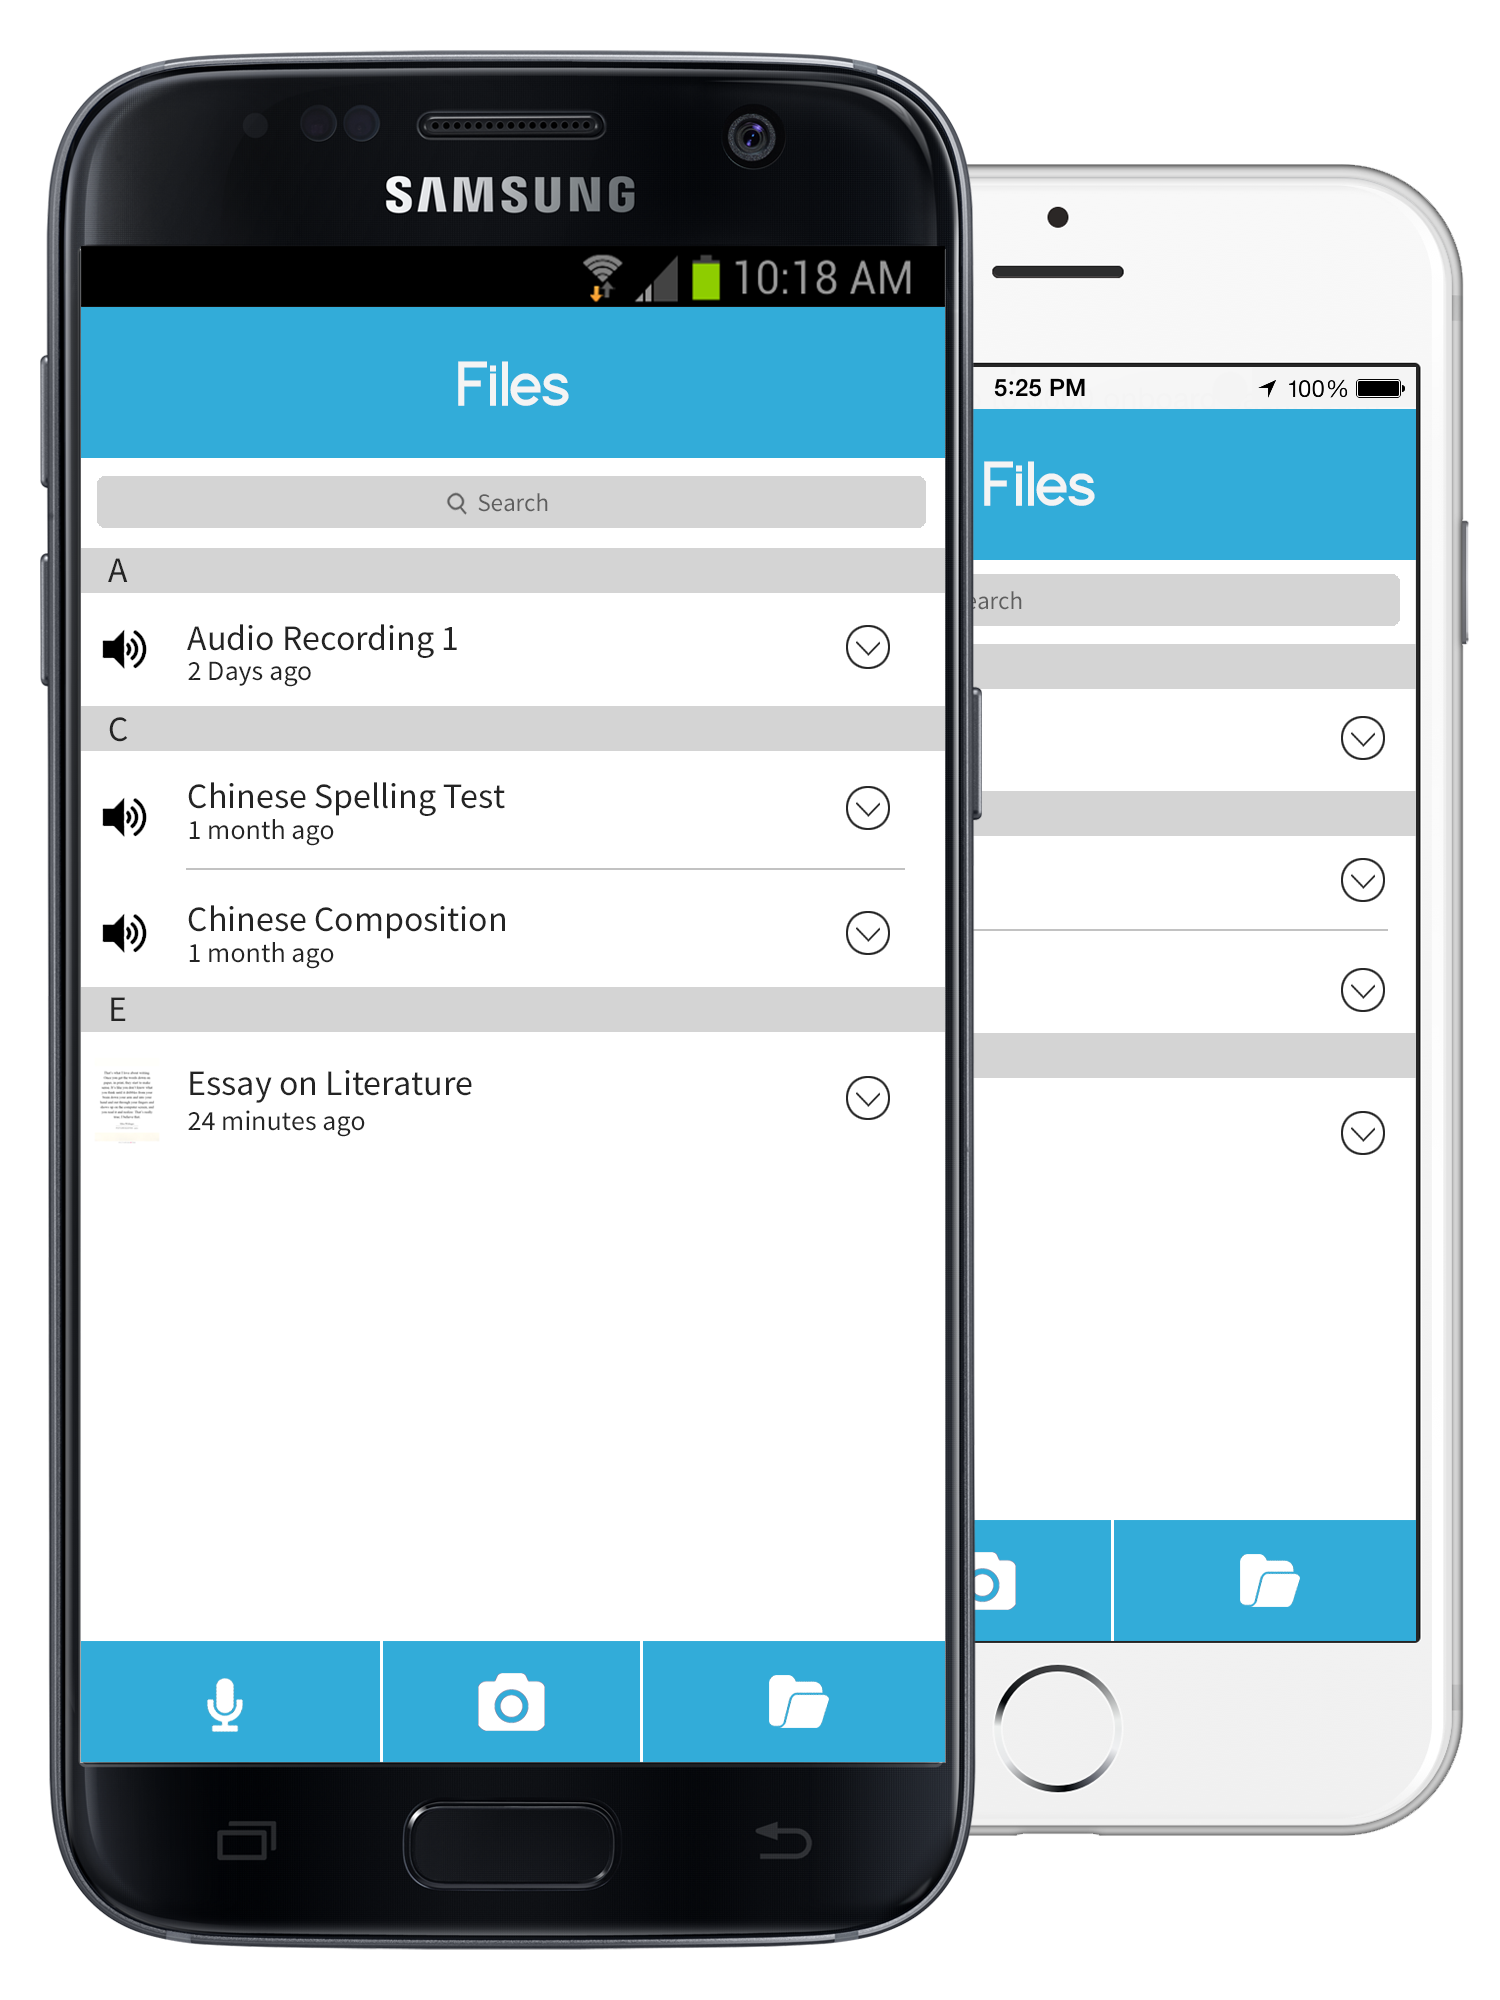 SAMSUNG
10:18 AM
Files
Search
A
Audio Recording 1
2 Days ago
C
Chinese Spelling Test
1 month ago
Chinese Composition
1 month ago
E
Essay on Literature
24 minutes ago
5:25 PM
100%
Files
earch